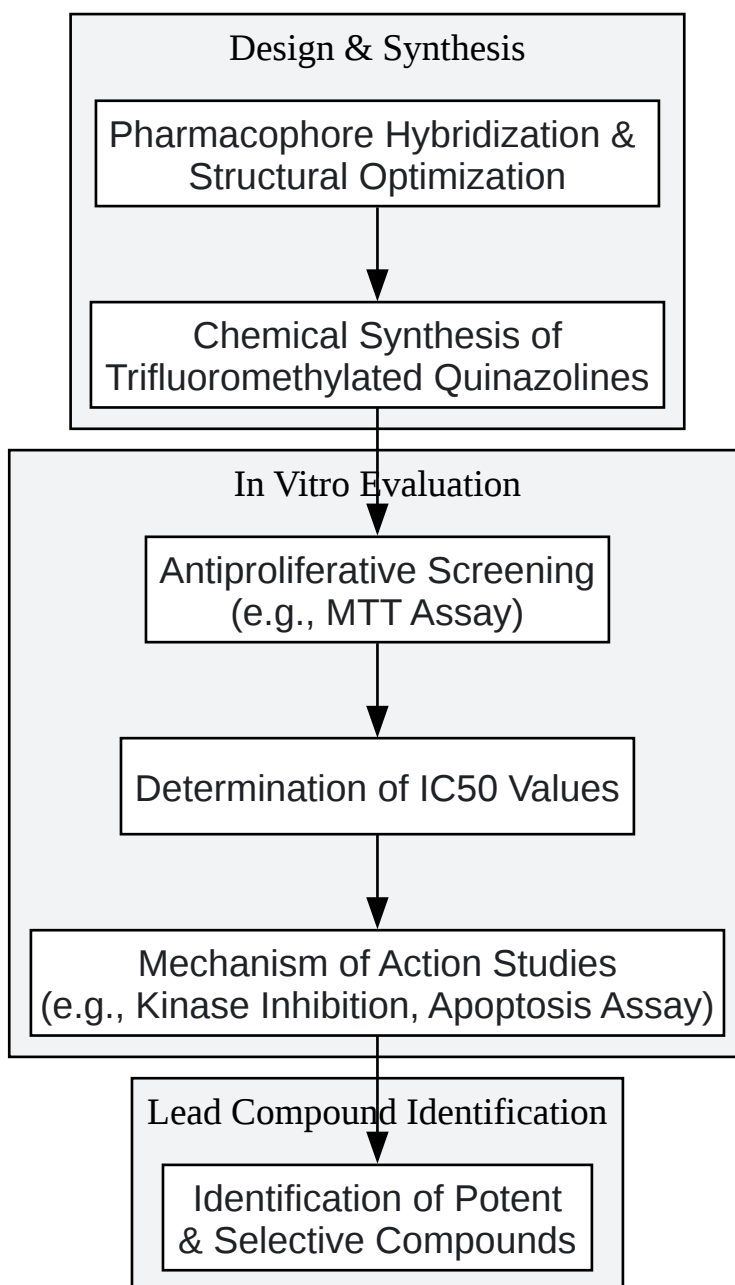 Design & Synthesis
Pharmacophore Hybridization &
Structural Optimization
Chemical Synthesis of
Trifluoromethylated Quinazolines
In Vitro Evaluation
Antiproliferative Screening
(e.g., MTT Assay)
Determination of IC50 Values
Mechanism of Action Studies
(e.g., Kinase Inhibition, Apoptosis Assay)
Lead Compound Identification
Identification of Potent
& Selective Compounds